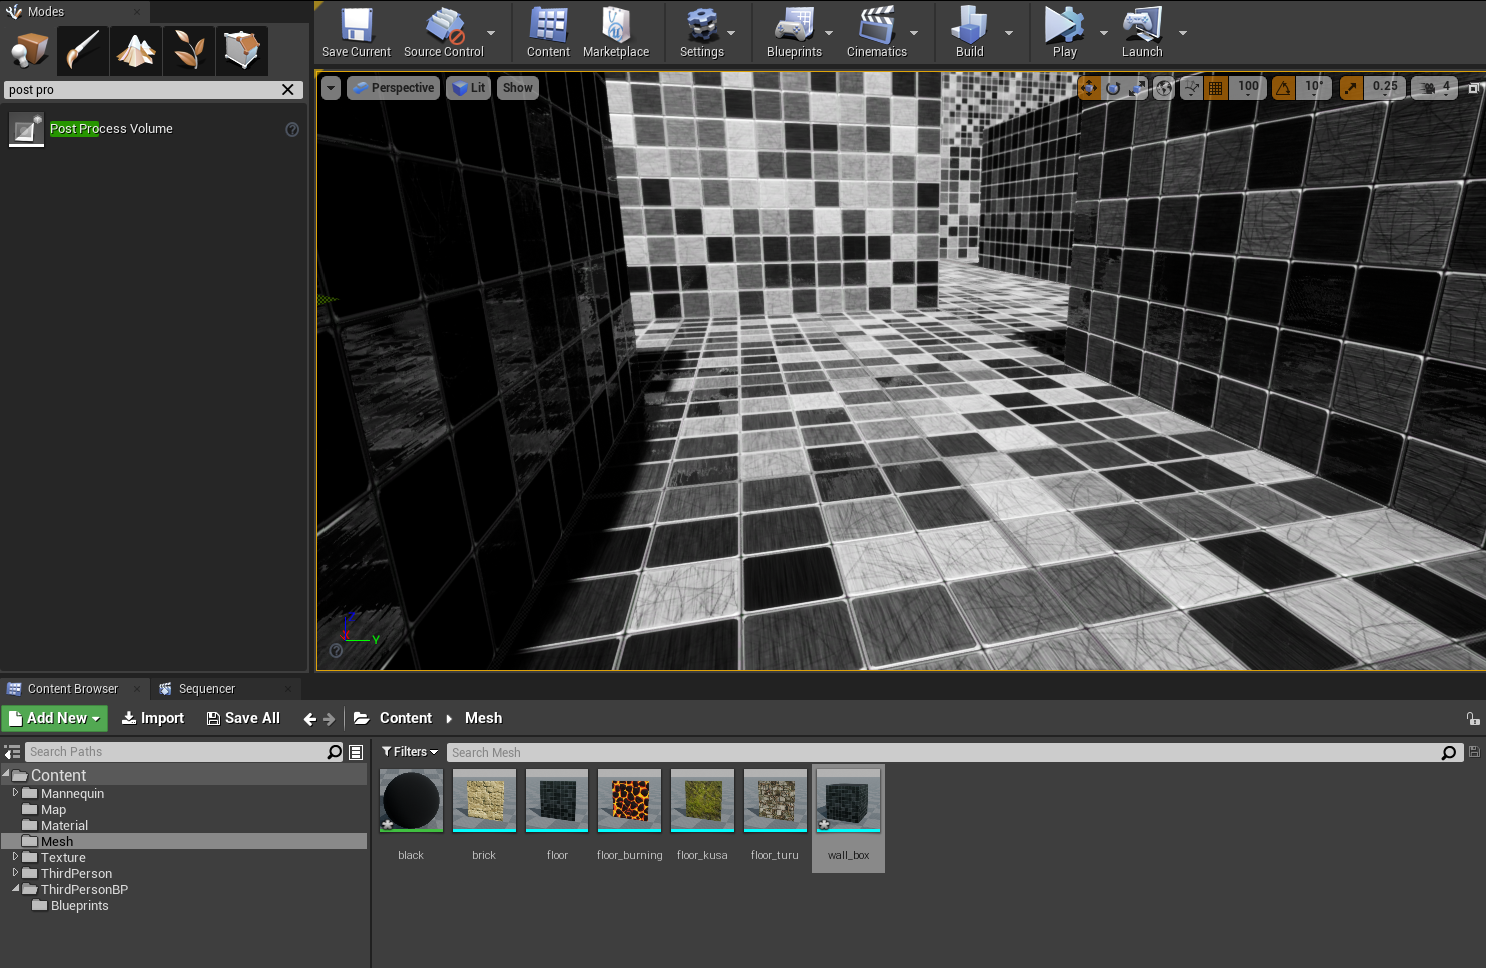 Modes
Save Current
Source Control
Content
Marketplace
Settings
Blueprints
Cinematics
Build
Play
Launch
post pro
Post Process Volume
Perspective
Lit
Show
100
10°
0.25
4
Z
X
Y
Content Browser
Sequencer
Add New
Import
Save All
Content
Mesh
Search Paths
Filters
Search Mesh
Content
Mannequin
Map
Material
Mesh
Texture
ThirdPerson
ThirdPersonBP
Blueprints
black
brick
floor
floor_burning
floor_kusa
floor_turu
wall_box